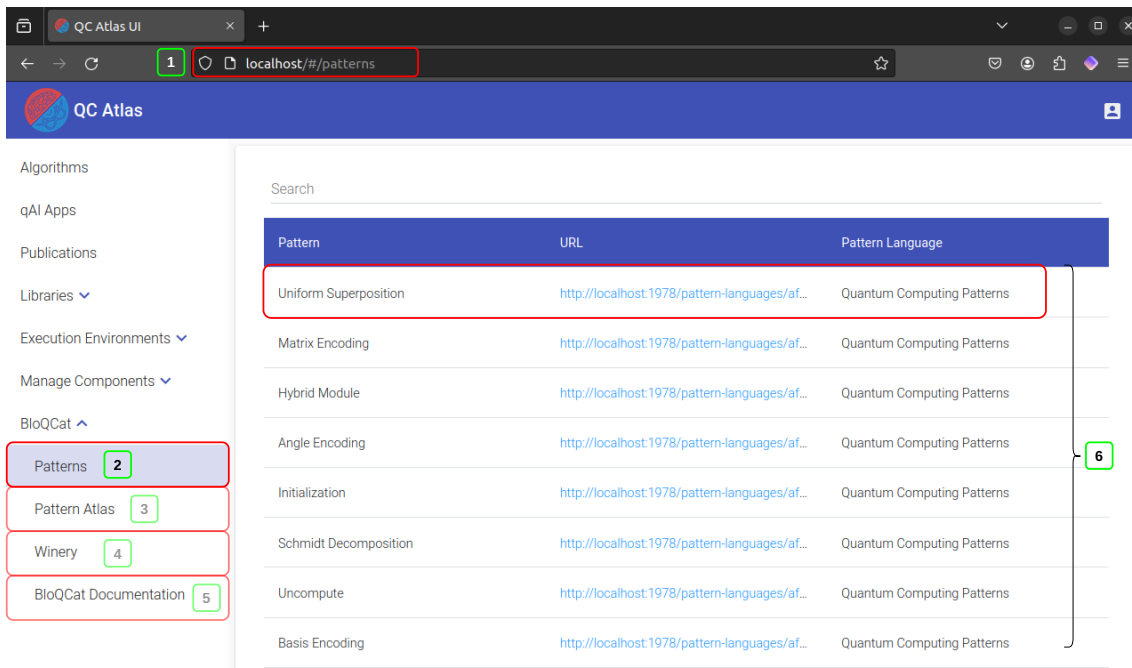 QC Atlas UI
1
localhost/#/patterns
QC Atlas
Algorithms
qAI Apps
Publications
Libraries
Execution Environments
Manage Components
BloQCat
Patterns 2
Pattern Atlas 3
Winery 4
BloQCat Documentation 5
Search
Pattern URL Pattern Language
Uniform Superposition http://localhost:1978/pattern-languages/af... Quantum Computing Patterns
Matrix Encoding http://localhost:1978/pattern-languages/af... Quantum Computing Patterns
Hybrid Module http://localhost:1978/pattern-languages/af... Quantum Computing Patterns
Angle Encoding http://localhost:1978/pattern-languages/af... Quantum Computing Patterns
6
Initialization http://localhost:1978/pattern-languages/af... Quantum Computing Patterns
Schmidt Decomposition http://localhost:1978/pattern-languages/af... Quantum Computing Patterns
Uncompute http://localhost:1978/pattern-languages/af... Quantum Computing Patterns
Basis Encoding http://localhost:1978/pattern-languages/af... Quantum Computing Patterns